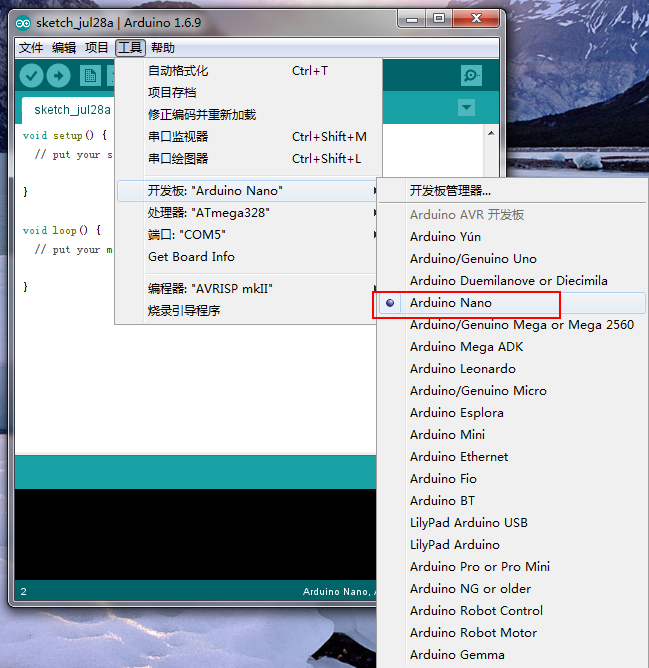 sketch_jul28a | Arduino 1.6.9
文件 编辑 项目 工具 帮助
sketch_jul28a
void setup() {
// put your s
}
void loop() {
// put your m
}
自动格式化 Ctrl+T
项目存档
修正编码并重新加载
串口监视器 Ctrl+Shift+M
串口绘图器 Ctrl+Shift+L
开发板: "Arduino Nano"
处理器: "ATmega328"
端口: "COM5"
Get Board Info
编程器: "AVRISP mkII"
烧录引导程序
开发板管理器...
Arduino AVR 开发板
Arduino Yún
Arduino/Genuino Uno
Arduino Duemilanove or Diecimila
Arduino Nano
Arduino/Genuino Mega or Mega 2560
Arduino Mega ADK
Arduino Leonardo
Arduino/Genuino Micro
Arduino Esplora
Arduino Mini
Arduino Ethernet
Arduino Fio
Arduino BT
LilyPad Arduino USB
LilyPad Arduino
Arduino Pro or Pro Mini
Arduino NG or older
Arduino Robot Control
Arduino Robot Motor
Arduino Gemma
2 Arduino Nano,